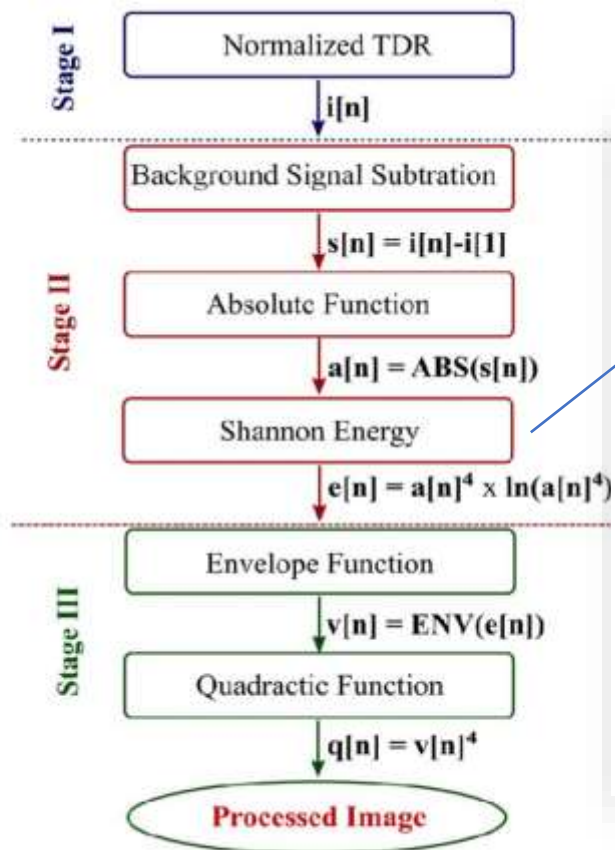 Stage I
Normalized TDR
i[n]
Stage II
Background Signal Subtration
s[n] = i[n]-i[1]
Absolute Function
a[n] = ABS(s[n])
Shannon Energy
e[n] = a[n]⁴ x ln(a[n]⁴)
Stage III
Envelope Function
v[n] = ENV(e[n])
Quadractic Function
q[n] = v[n]⁴
Processed Image